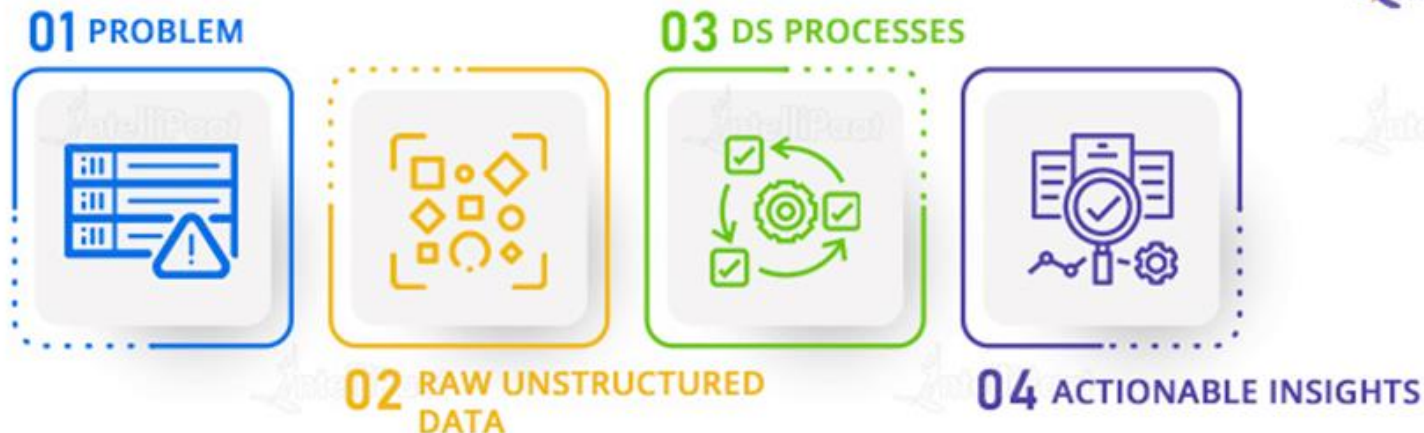 01 PROBLEM
03 DS PROCESSES
02 RAW UNSTRUCTURED
DATA
04 ACTIONABLE INSIGHTS